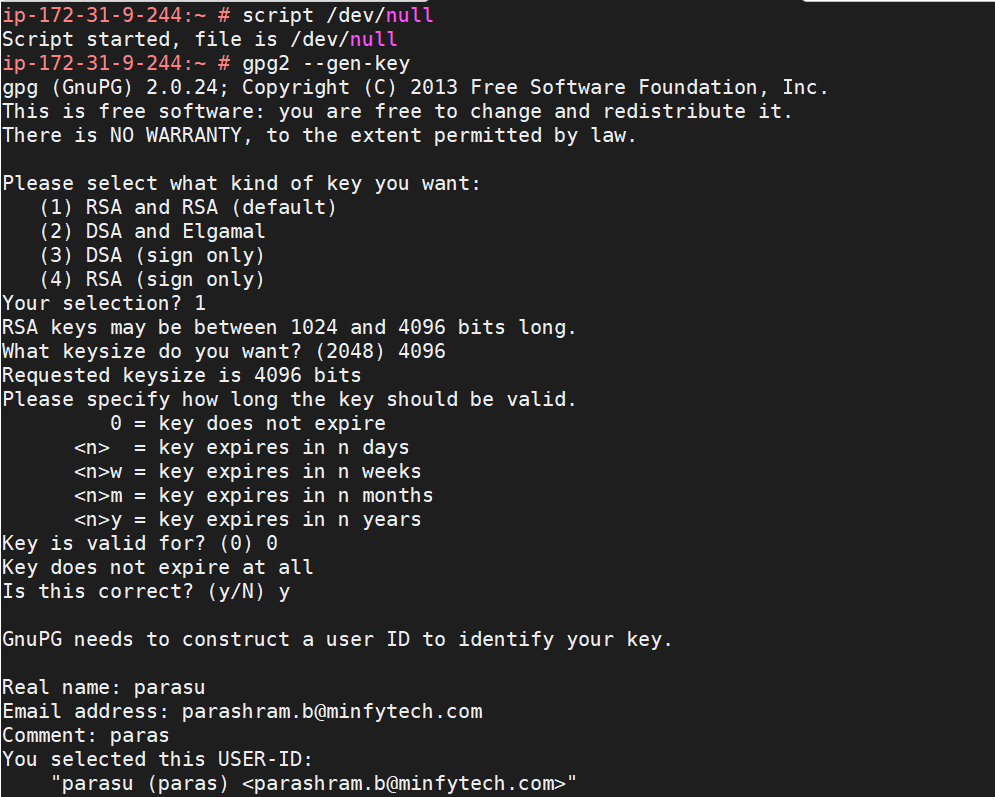 ip-172-31-9-244:~ # script /dev/null
Script started, file is /dev/null
ip-172-31-9-244:~ # gpg2 --gen-key
gpg (GnuPG) 2.0.24; Copyright (C) 2013 Free Software Foundation, Inc.
This is free software: you are free to change and redistribute it.
There is NO WARRANTY, to the extent permitted by law.

Please select what kind of key you want:
   (1) RSA and RSA (default)
   (2) DSA and Elgamal
   (3) DSA (sign only)
   (4) RSA (sign only)
Your selection? 1
RSA keys may be between 1024 and 4096 bits long.
What keysize do you want? (2048) 4096
Requested keysize is 4096 bits
Please specify how long the key should be valid.
         0 = key does not expire
      <n>  = key expires in n days
      <n>w = key expires in n weeks
      <n>m = key expires in n months
      <n>y = key expires in n years
Key is valid for? (0) 0
Key does not expire at all
Is this correct? (y/N) y

GnuPG needs to construct a user ID to identify your key.

Real name: parasu
Email address: parashram.b@minfytech.com
Comment: paras
You selected this USER-ID:
    "parasu (paras) <parashram.b@minfytech.com>"